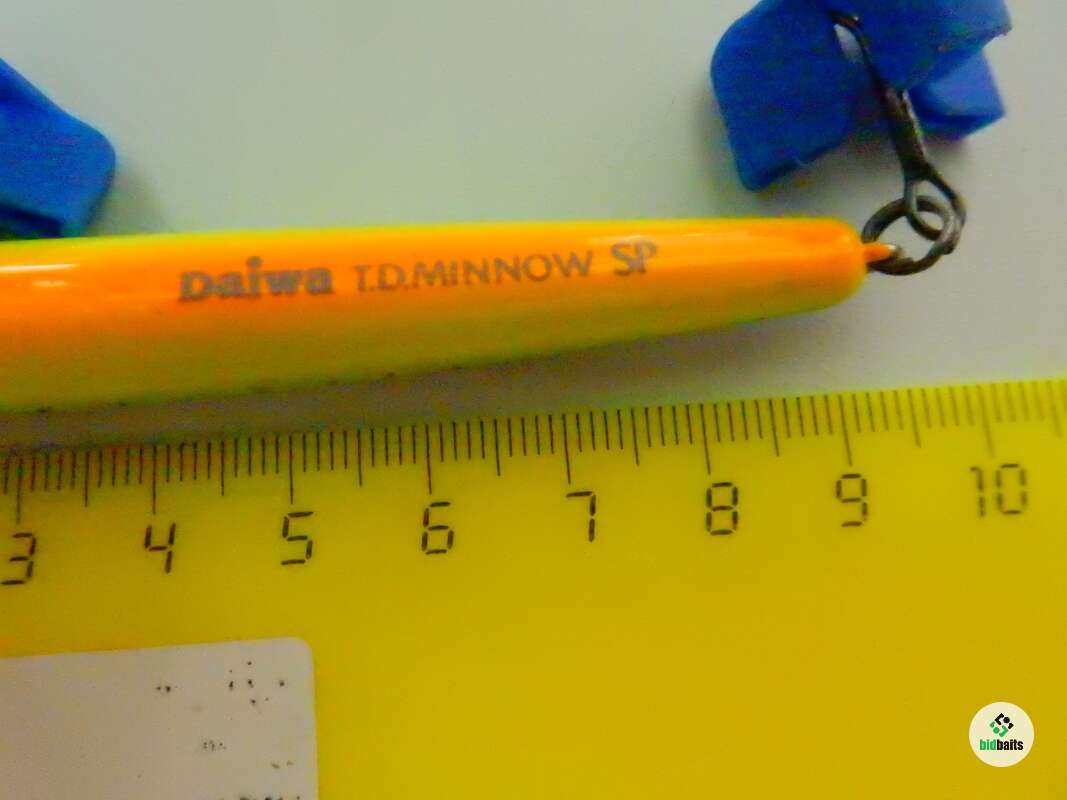 Daiwa T.D.MINNOW SP
3 4 5 6 7 8 9 10
bidbaits